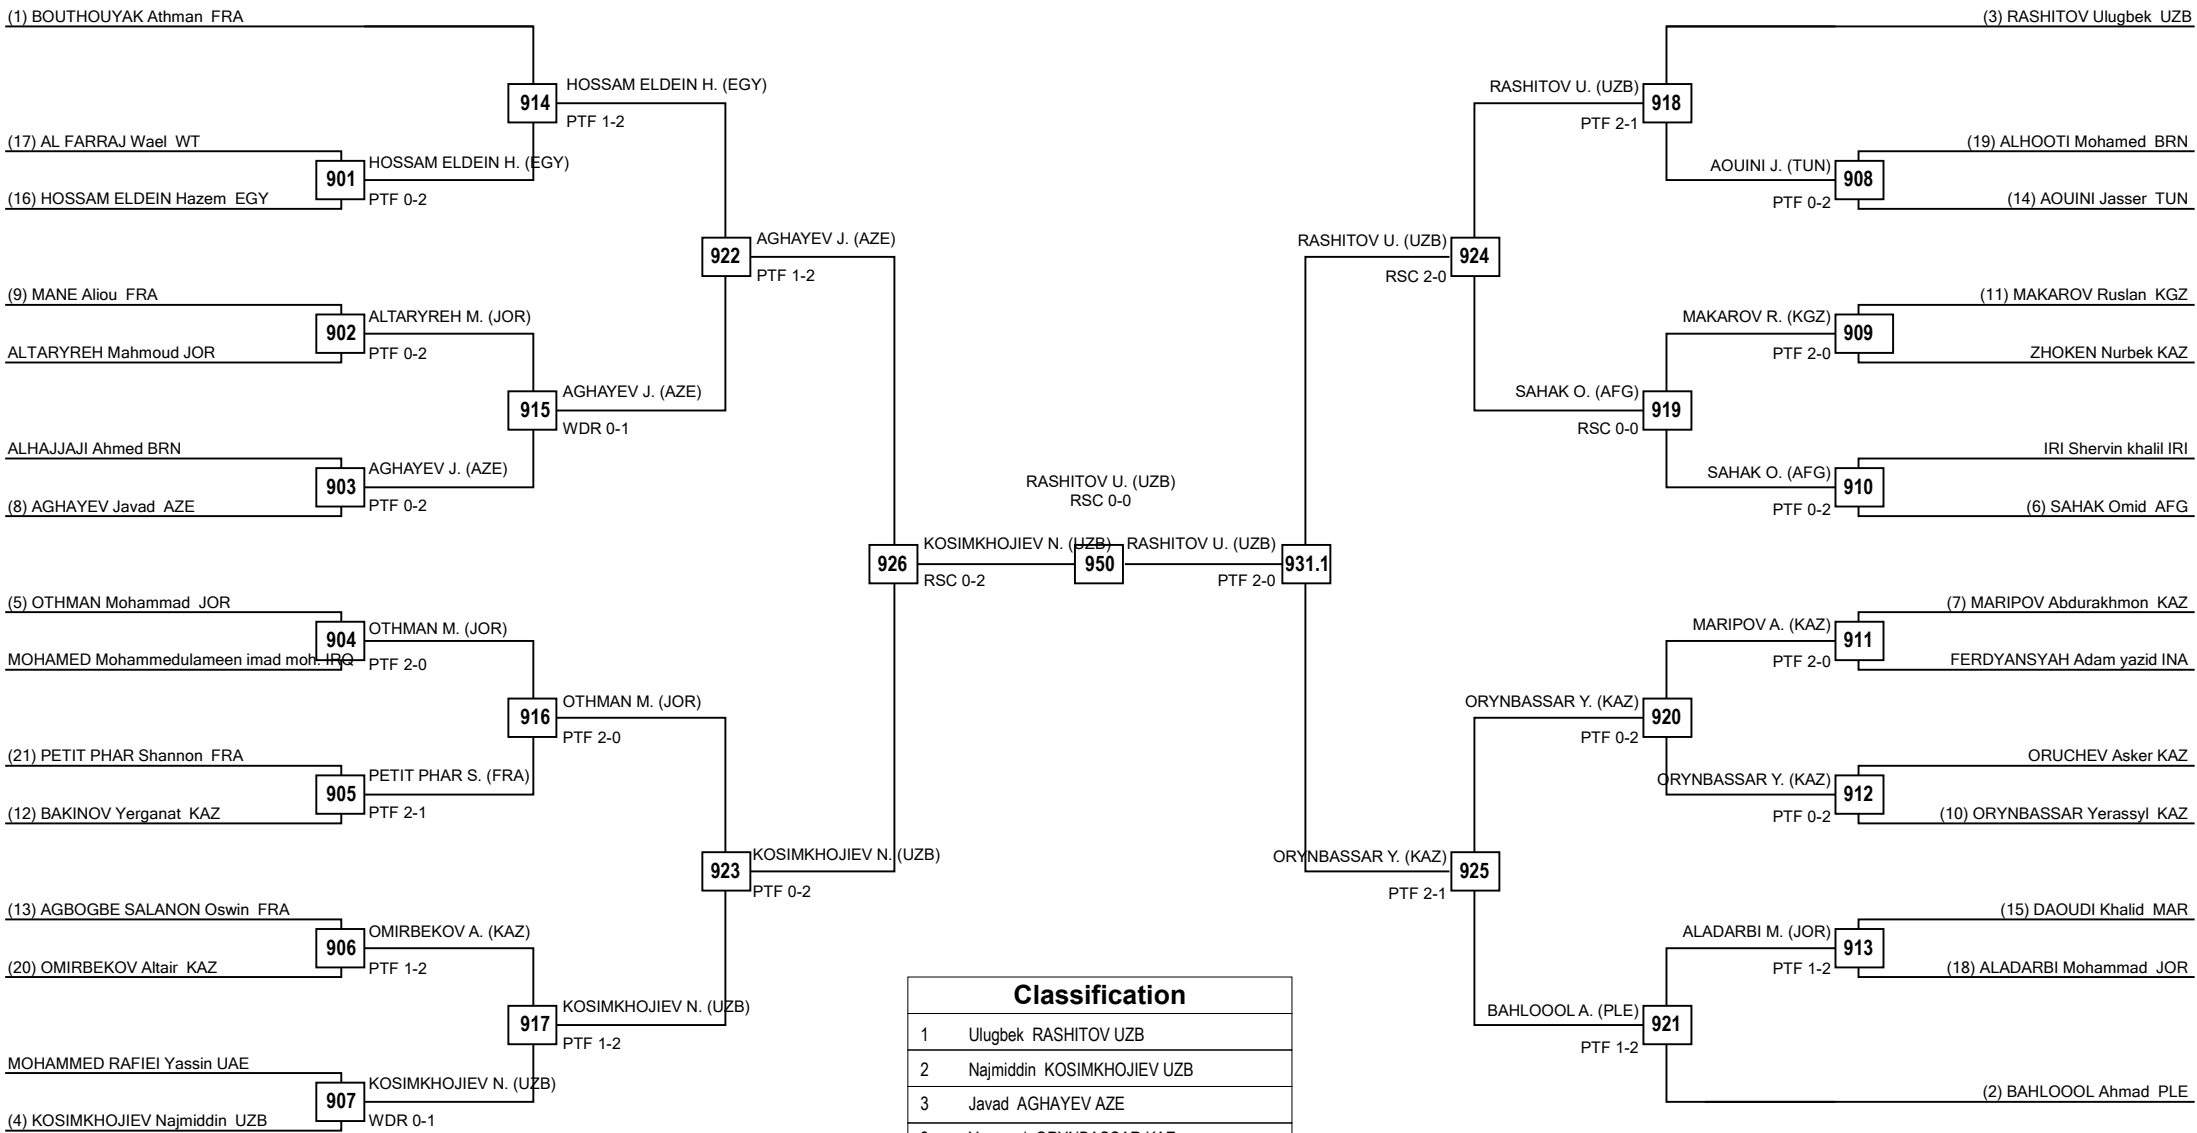 (1) BOUTHOUYAK Athman FRA
914
HOSSAM ELDEIN H. (EGY)
PTF 1-2
(17) AL FARRAJ Wael WT
901
HOSSAM ELDEIN H. (EGY)
PTF 0-2
(16) HOSSAM ELDEIN Hazem EGY
922
AGHAYEV J. (AZE)
PTF 1-2
(9) MANE Aliou FRA
902
ALTARYREH M. (JOR)
PTF 0-2
ALTARYREH Mahmoud JOR
915
AGHAYEV J. (AZE)
WDR 0-1
ALHAJJAJI Ahmed BRN
903
AGHAYEV J. (AZE)
PTF 0-2
(8) AGHAYEV Javad AZE
926
KOSIMKHOJIEV N. (UZB)
RSC 0-2
(5) OTHMAN Mohammad JOR
904
OTHMAN M. (JOR)
PTF 2-0
MOHAMED Mohammedulameen imad moh. IRQ
916
OTHMAN M. (JOR)
PTF 2-0
(21) PETIT PHAR Shannon FRA
905
PETIT PHAR S. (FRA)
PTF 2-1
(12) BAKINOV Yerganat KAZ
923
KOSIMKHOJIEV N. (UZB)
PTF 0-2
(13) AGBOGBE SALANON Oswin FRA
906
OMIRBEKOV A. (KAZ)
PTF 1-2
(20) OMIRBEKOV Altair KAZ
917
KOSIMKHOJIEV N. (UZB)
PTF 1-2
MOHAMMED RAFIEI Yassin UAE
907
KOSIMKHOJIEV N. (UZB)
WDR 0-1
(4) KOSIMKHOJIEV Najmiddin UZB
RASHITOV U. (UZB)
RSC 0-0
950
RASHITOV U. (UZB)
PTF 2-0
931.1
(3) RASHITOV Ulugbek UZB
RASHITOV U. (UZB)
918
PTF 2-1
(19) ALHOOTI Mohamed BRN
AOUINI J. (TUN)
908
PTF 0-2
(14) AOUINI Jasser TUN
RASHITOV U. (UZB)
924
RSC 2-0
(11) MAKAROV Ruslan KGZ
MAKAROV R. (KGZ)
909
PTF 2-0
ZHOKEN Nurbek KAZ
SAHAK O. (AFG)
919
RSC 0-0
IRI Shervin khalil IRI
SAHAK O. (AFG)
910
PTF 0-2
(6) SAHAK Omid AFG
(7) MARIPOV Abdurakhmon KAZ
MARIPOV A. (KAZ)
911
PTF 2-0
FERDYANSYAH Adam yazid INA
ORYNBASSAR Y. (KAZ)
920
PTF 0-2
ORUCHEV Asker KAZ
ORYNBASSAR Y. (KAZ)
912
PTF 0-2
(10) ORYNBASSAR Yerassyl KAZ
ORYNBASSAR Y. (KAZ)
925
PTF 2-1
(15) DAOUDI Khalid MAR
ALADARBI M. (JOR)
913
PTF 1-2
(18) ALADARBI Mohammad JOR
BAHLOOOL A. (PLE)
921
PTF 1-2
(2) BAHLOOOL Ahmad PLE
Classification
1 Ulugbek RASHITOV UZB
2 Najmiddin KOSIMKHOJIEV UZB
3 Javad AGHAYEV AZE